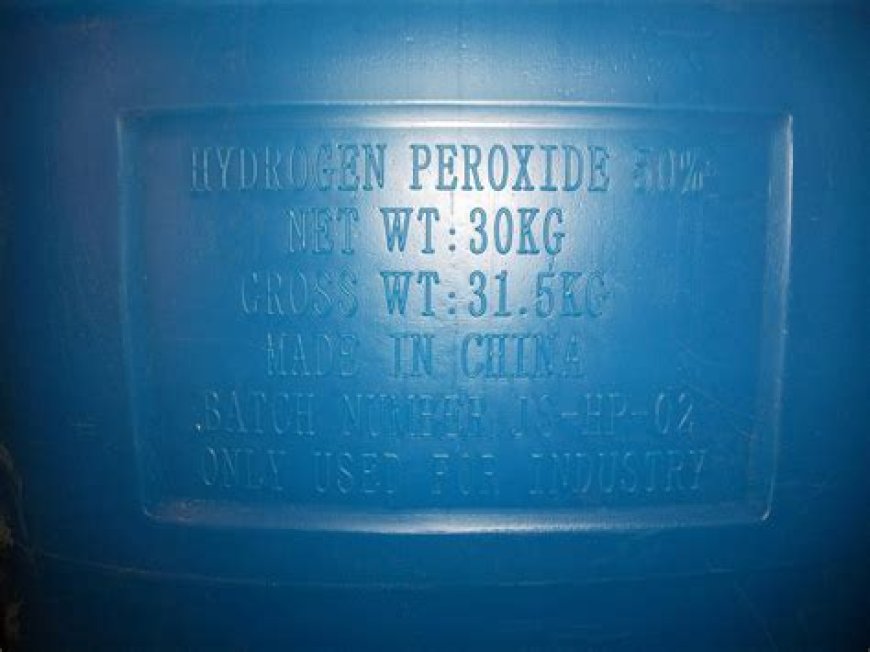 HYDROGEN PEROXIDE 50%
NET WT:30KG
GROSS WT:31.5KG
MADE IN CHINA
BATCH NUMBER JS-HP-02
ONLY USED FOR INDUSTRY